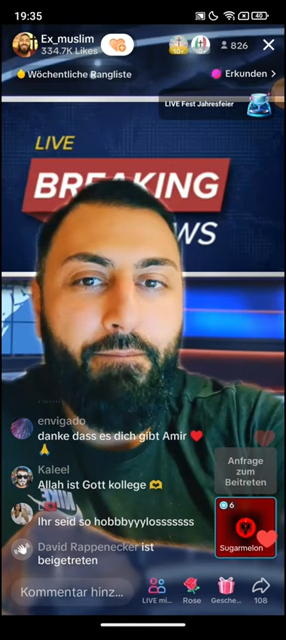 19:35
40
Ex_muslim
334.7K Likes
826
Wöchentliche Rangliste
Erkunden >
LIVE Fest Jahresfeier
LIVE
BREAKING
WS
envigado
danke dass es dich gibt Amir ❤️
🙏
Kaleel
Allah ist Gott kollege 🫶
Ihr seid so hobbbyyylosssssss
David Rappenecker ist
beigetreten
Anfrage
zum
Beitreten
6
Sugarmelon
Kommentar hinz...
LIVE mi...
Rose
Gesche...
108